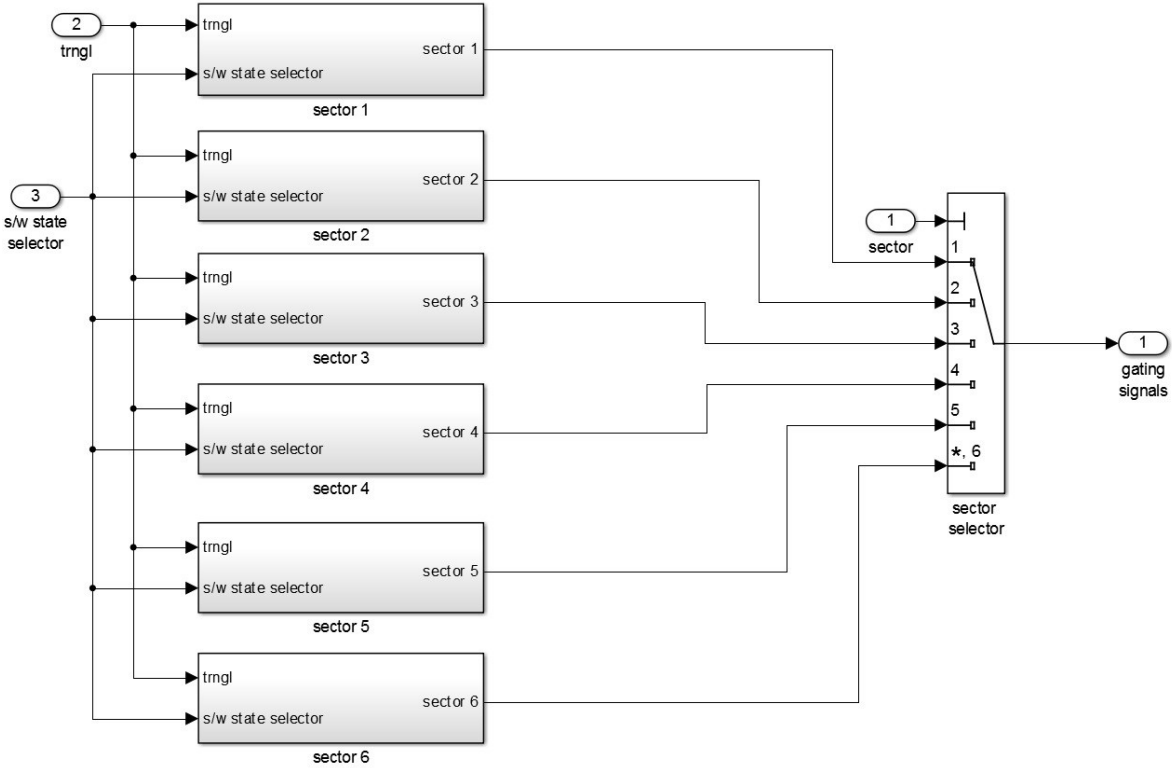 2
trngl
3
s/w state
selector
trngl
s/w state selector
sector 1
sector 1
trngl
s/w state selector
sector 2
sector 2
trngl
s/w state selector
sector 3
sector 3
trngl
s/w state selector
sector 4
sector 4
trngl
s/w state selector
sector 5
sector 5
trngl
s/w state selector
sector 6
sector 6
1
sector
1
2
3
4
5
*, 6
sector
selector
1
gating
signals